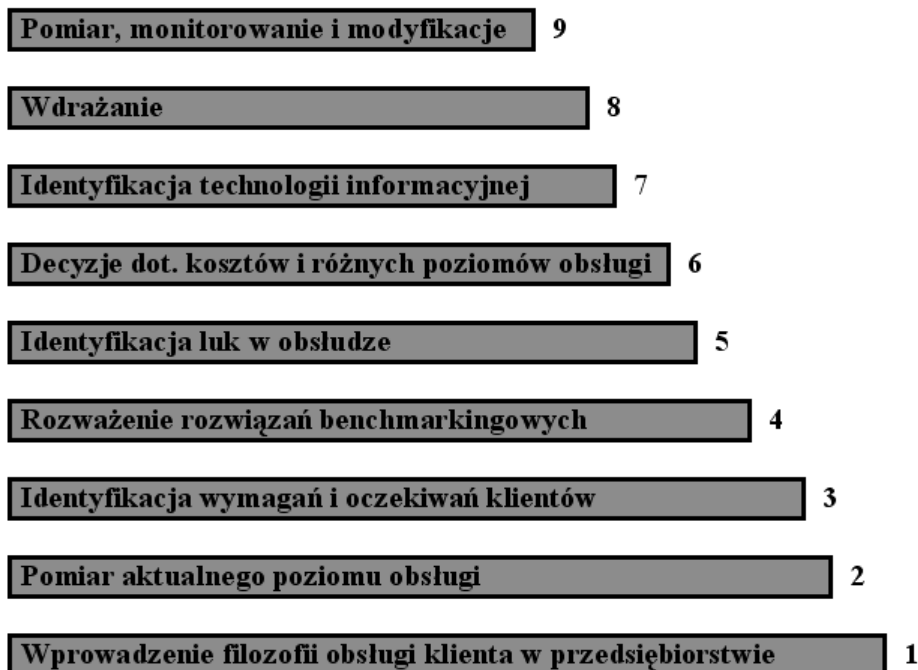 Pomiar, monitorowanie i modyfikacje 9
Wdrażanie 8
Identyfikacja technologii informacyjnej 7
Decyzje dot. kosztów i różnych poziomów obsługi 6
Identyfikacja luk w obsłudze 5
Rozważenie rozwiązań benchmarkingowych 4
Identyfikacja wymagań i oczekiwań klientów 3
Pomiar aktualnego poziomu obsługi 2
Wprowadzenie filozofii obsługi klienta w przedsiębiorstwie 1